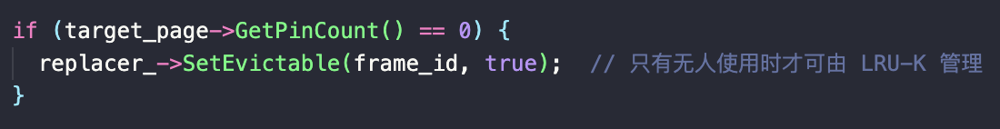 if (target_page->GetPinCount() == 0) {
  replacer_->SetEvictable(frame_id, true);  // 只有无人使用时才可由 LRU-K 管理
}